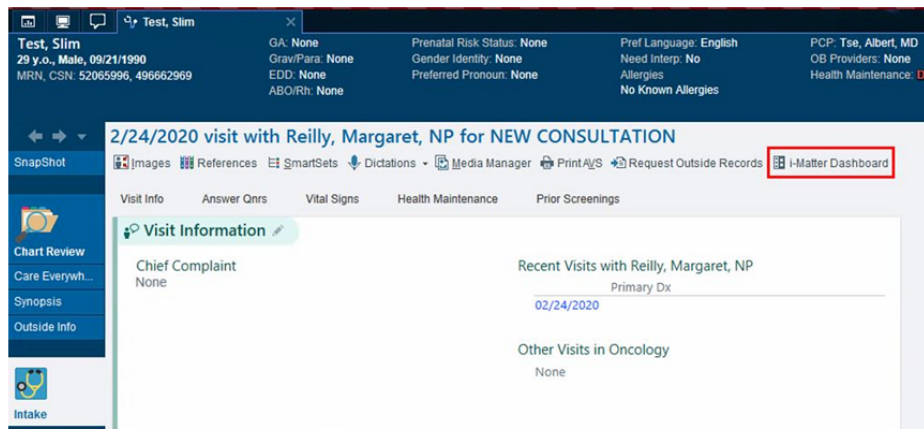 Test, Slim
Test, Slim GA: None Prenatal Risk Status: None Pref Language: English PCP: Tse, Albert, MD
29 y.o., Male, 09/21/1990 Grav/Para: None Gender Identity: None Need Interp: No OB Providers: None
MRN, CSN: 52065996, 496662969 EDD: None Preferred Pronoun: None Allergies Health Maintenance: D
ABO/Rh: None No Known Allergies
2/24/2020 visit with Reilly, Margaret, NP for NEW CONSULTATION
SnapShot Images References SmartSets Dictations Media Manager Print AVS Request Outside Records i-Matter Dashboard
Visit Info Answer Qnrs Vital Signs Health Maintenance Prior Screenings
Visit Information
Chart Review
Chief Complaint Recent Visits with Reilly, Margaret, NP
Care Everywh...
None Primary Dx
Synopsis
02/24/2020
Outside Info
Other Visits in Oncology
None
Intake